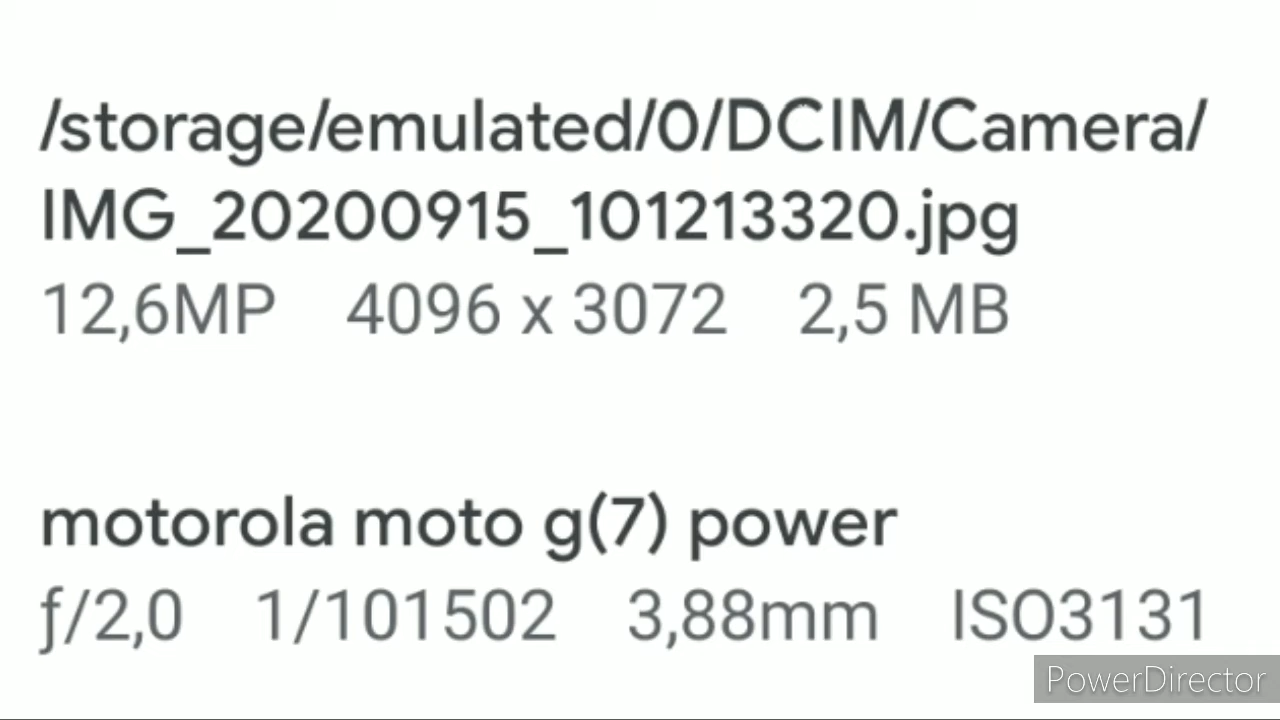 /storage/emulated/0/DCIM/Camera/
IMG_20200915_101213320.jpg
12,6MP 4096 x 3072 2,5 MB
motorola moto g(7) power
ƒ/2,0 1/101502 3,88mm ISO3131
PowerDirector